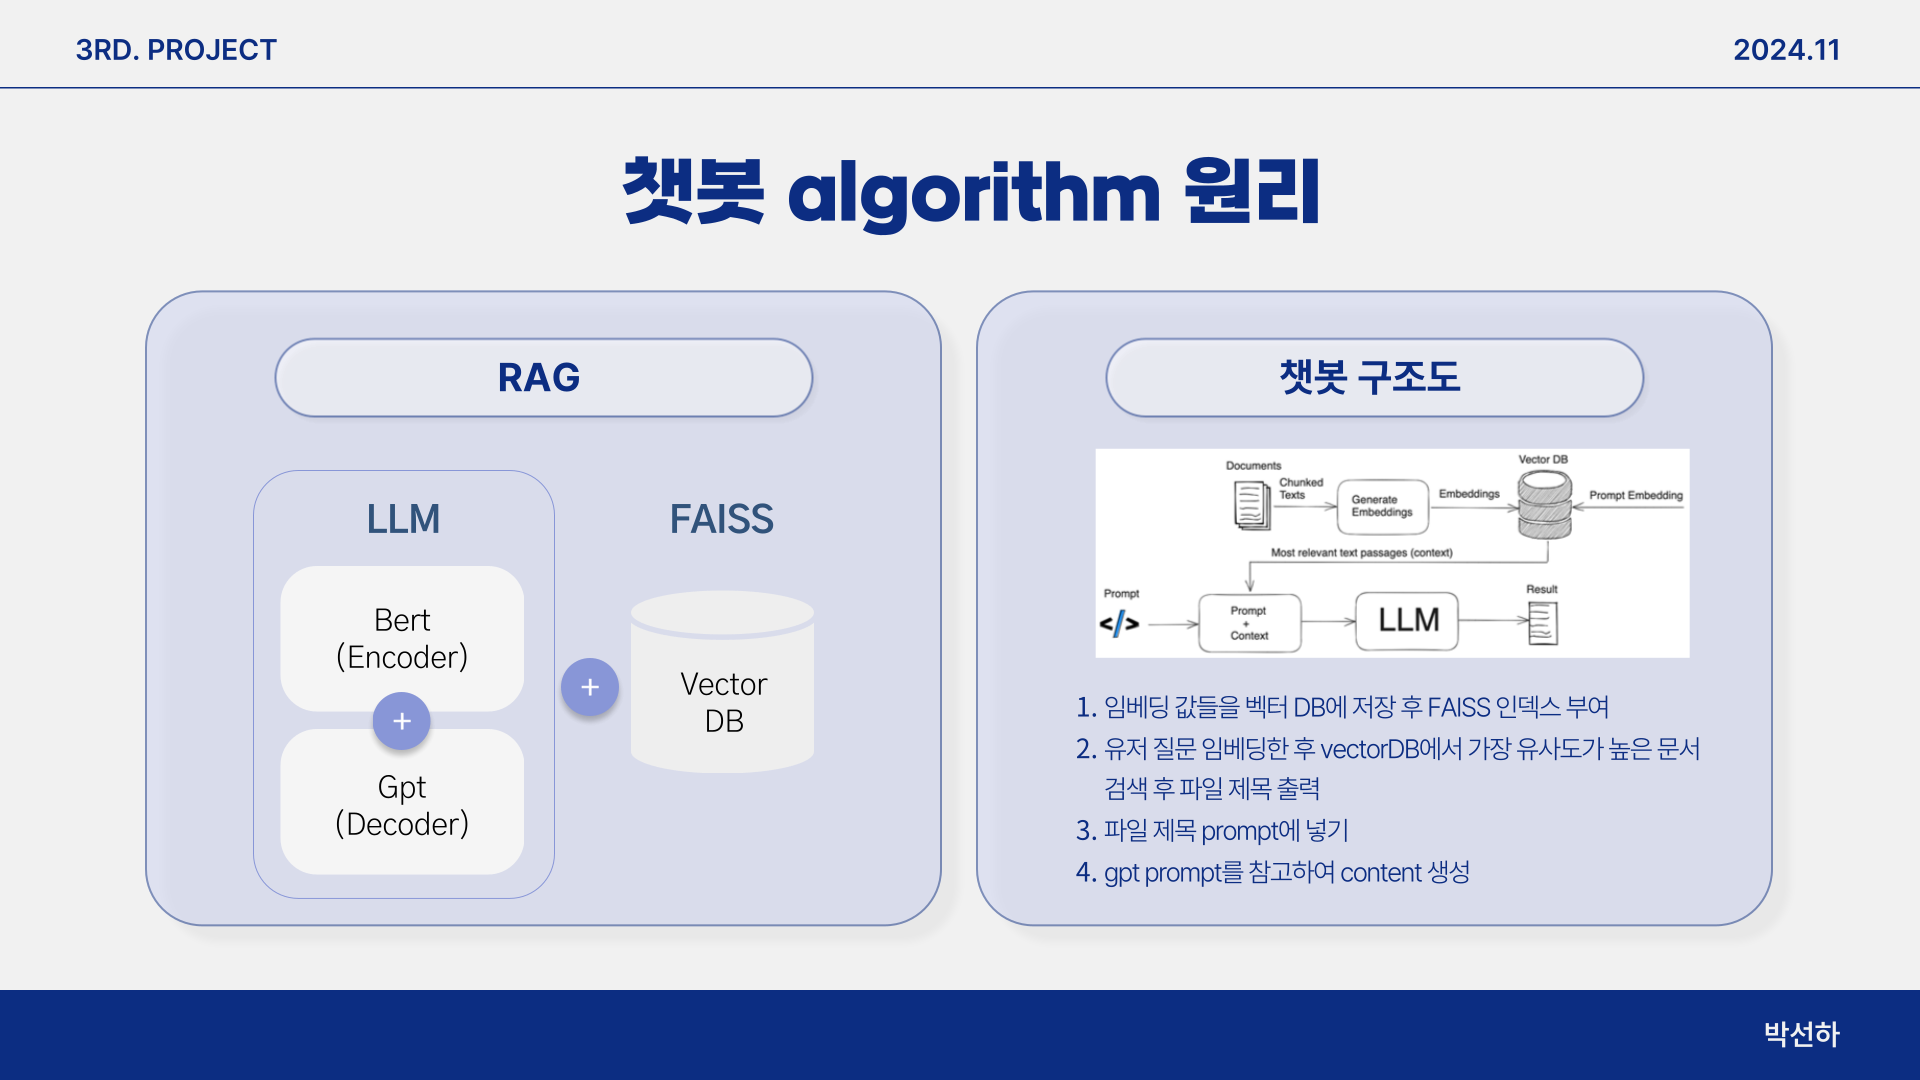 3RD. PROJECT
2024.11
챗봇 algorithm 원리
RAG
LLM
Bert
(Encoder)
+
Gpt
(Decoder)
+
FAISS
Vector
DB
챗봇 구조도
Documents
Chunked
Texts
Generate
Embeddings
Embeddings
Vector DB
Prompt Embedding
Most relevant text passages (context)
Prompt
</>
Prompt
+
Context
LLM
Result
1. 임베딩 값들을 벡터 DB에 저장 후 FAISS 인덱스 부여
2. 유저 질문 임베딩한 후 vectorDB에서 가장 유사도가 높은 문서
검색 후 파일 제목 출력
3. 파일 제목 prompt에 넣기
4. gpt prompt를 참고하여 content 생성
박선하